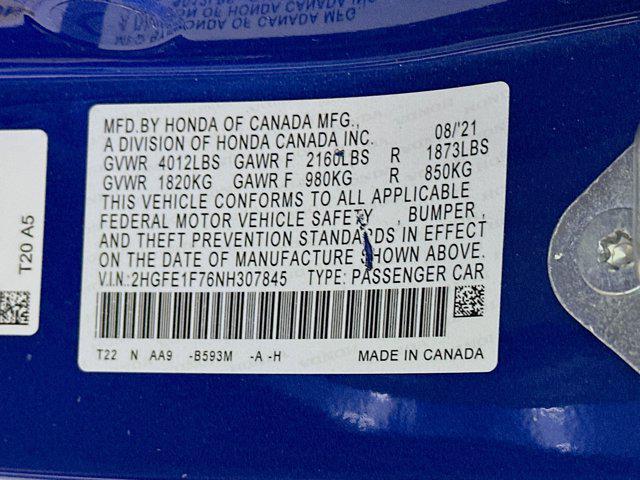 MFD.BY HONDA OF CANADA MFG.,
A DIVISION OF HONDA CANADA INC. 08/'21
GVWR 4012LBS GAWR F 2160LBS R 1873LBS
GVWR 1820KG GAWR F 980KG R 850KG
THIS VEHICLE CONFORMS TO ALL APPLICABLE
FEDERAL MOTOR VEHICLE SAFETY , BUMPER ,
AND THEFT PREVENTION STANDARDS IN EFFECT
ON THE DATE OF MANUFACTURE SHOWN ABOVE.
V.I.N.:2HGFE1F76NH307845 TYPE: PASSENGER CAR
T22 N AA9 -B593M -A -H MADE IN CANADA
T20 A5